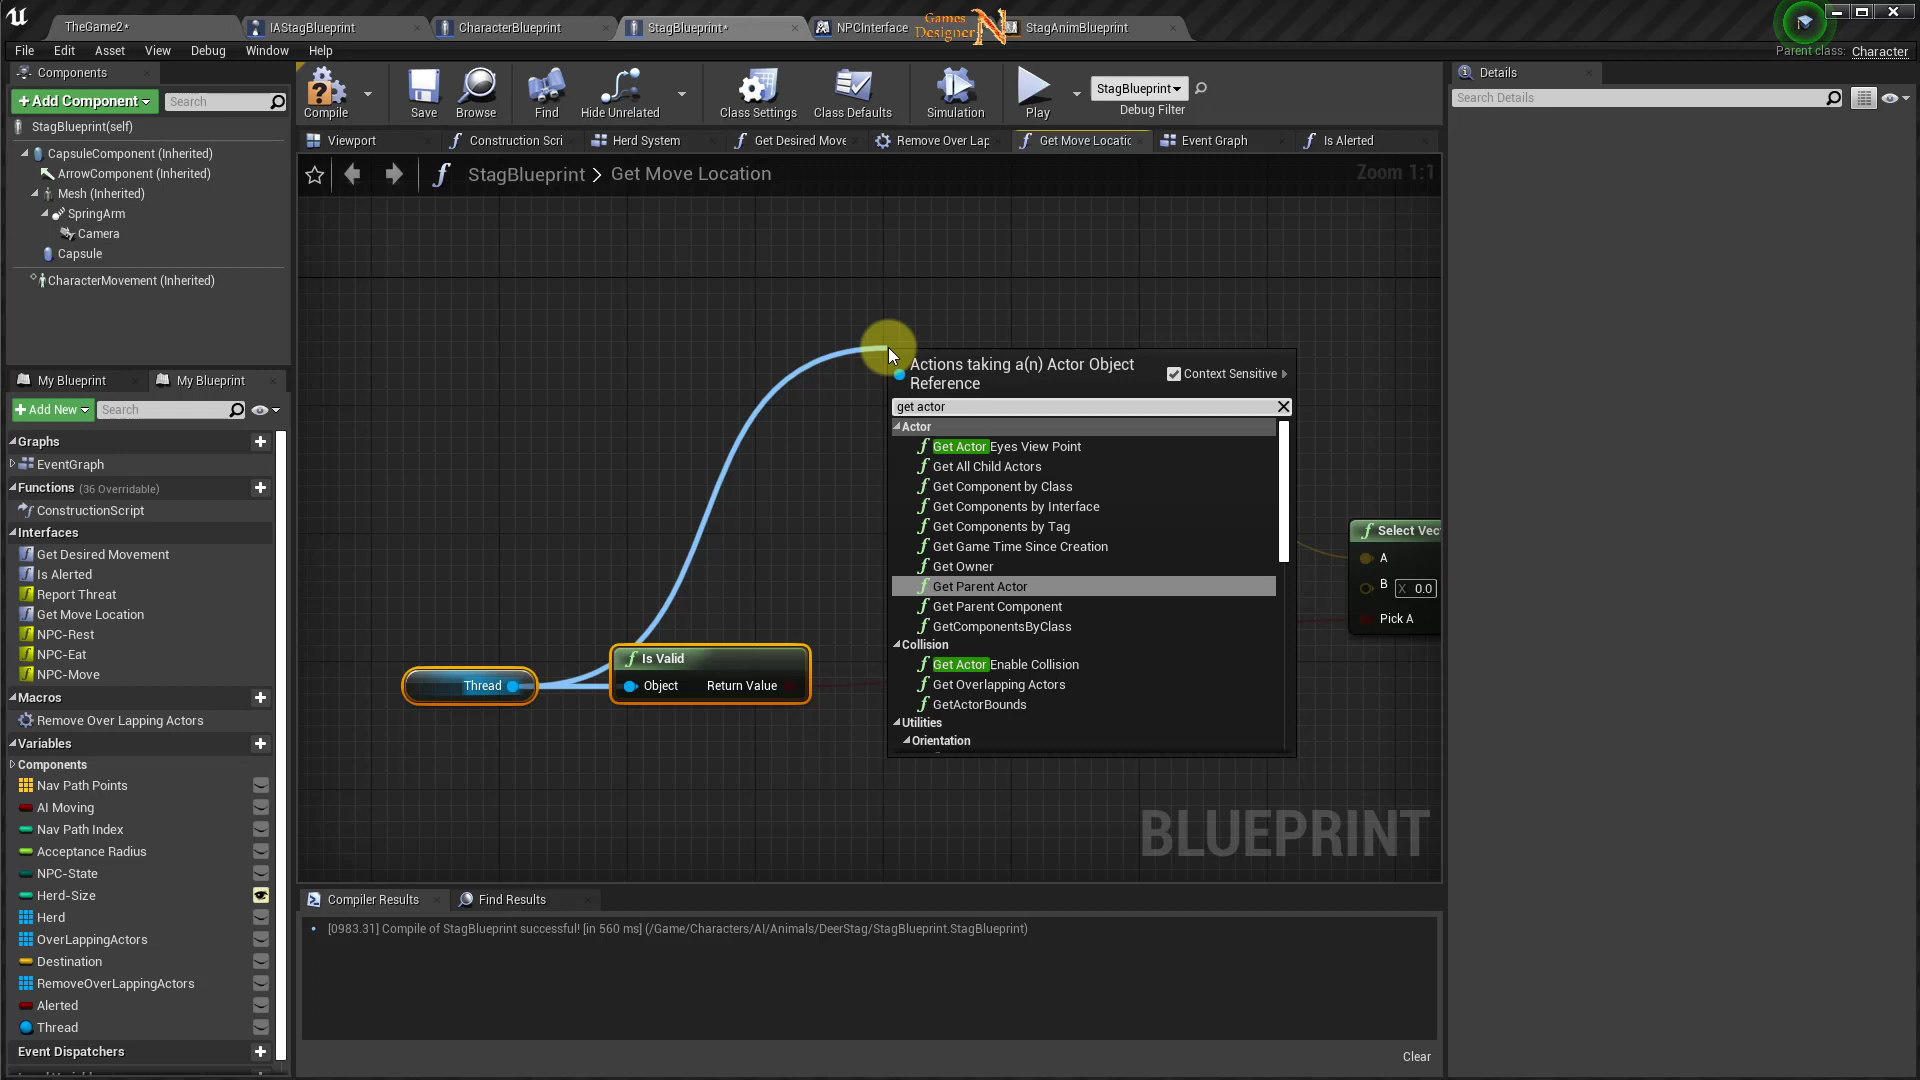 TheGame2*
IAStagBlueprint
CharacterBlueprint
StagBlueprint*
NPCInterface
Games
Designer
N
StagAnimBlueprint
File
Edit
Asset
View
Debug
Window
Help
Parent class:
Character
Components
+Add Component
Search
StagBlueprint(self)
CapsuleComponent (Inherited)
ArrowComponent (Inherited)
Mesh (Inherited)
SpringArm
Camera
Capsule
CharacterMovement (Inherited)
Compile
Save
Browse
Find
Hide Unrelated
Class Settings
Class Defaults
Simulation
Play
StagBlueprint
Debug Filter
Details
Search Details
Viewport
Construction Scri
Herd System
Get Desired Move
Remove Over Lap
Get Move Locatic
Event Graph
Is Alerted
StagBlueprint > Get Move Location
Zoom 1:1
My Blueprint
My Blueprint
+Add New
Search
Graphs
EventGraph
Functions (36 Overridable)
ConstructionScript
Interfaces
Get Desired Movement
Is Alerted
Report Threat
Get Move Location
NPC-Rest
NPC-Eat
NPC-Move
Macros
Remove Over Lapping Actors
Variables
Components
Nav Path Points
AI Moving
Nav Path Index
Acceptance Radius
NPC-State
Herd-Size
Herd
OverLappingActors
Destination
RemoveOverLappingActors
Alerted
Thread
Event Dispatchers
Thread
Is Valid
Object
Return Value
Actions taking a(n) Actor Object
Reference
Context Sensitive
get actor
Actor
Get Actor Eyes View Point
Get All Child Actors
Get Component by Class
Get Components by Interface
Get Components by Tag
Get Game Time Since Creation
Get Owner
Get Parent Actor
Get Parent Component
GetComponentsByClass
Collision
Get Actor Enable Collision
Get Overlapping Actors
GetActorBounds
Utilities
Orientation
Select Vec
A
B
X 0.0
Pick A
BLUEPRINT
Compiler Results
Find Results
[0983.31] Compile of StagBlueprint successful! [in 560 ms] (/Game/Characters/AI/Animals/DeerStag/StagBlueprint.StagBlueprint)
Clear